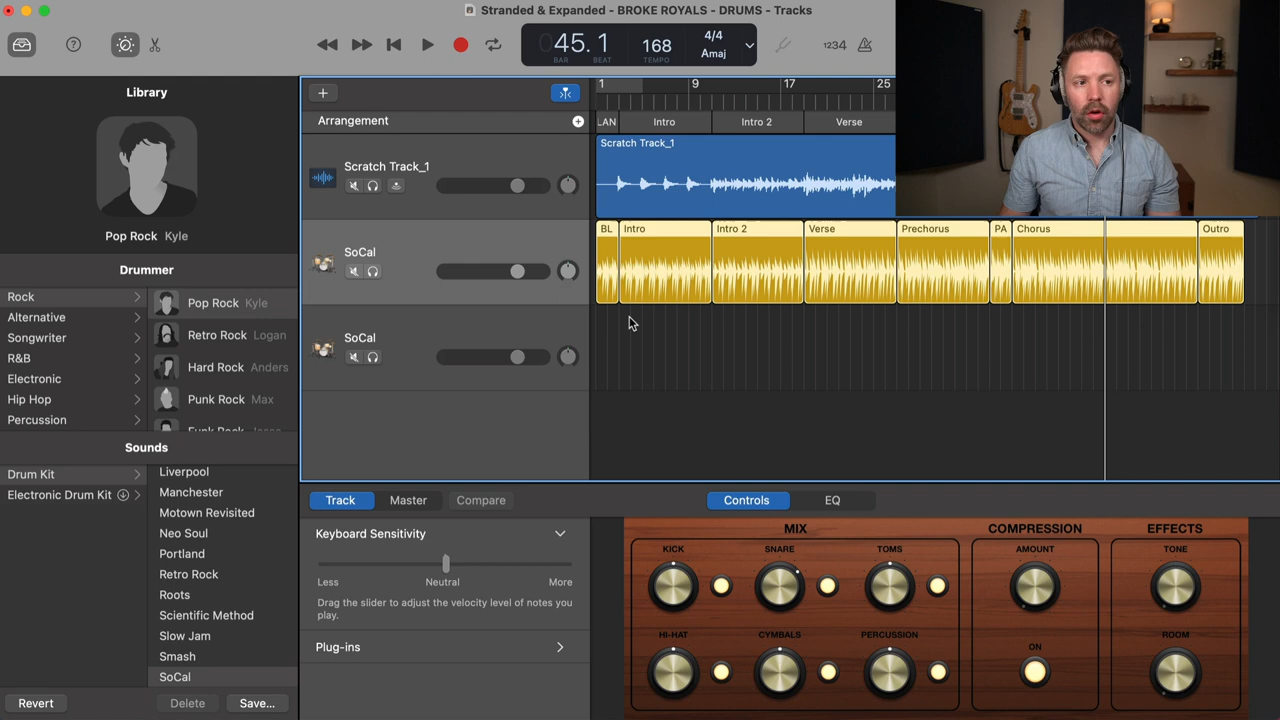 Stranded & Expanded - BROKE ROYALS - DRUMS - Tracks
45. 1
BAR BEAT
168
TEMPO
4/4
Amaj
1234
Library
Pop Rock Kyle
Drummer
Rock
Alternative
Songwriter
R&B
Electronic
Hip Hop
Percussion
Pop Rock Kyle
Retro Rock Logan
Hard Rock Anders
Punk Rock Max
Sounds
Drum Kit
Electronic Drum Kit
Liverpool
Manchester
Motown Revisited
Neo Soul
Portland
Retro Rock
Roots
Scientific Method
Slow Jam
Smash
SoCal
Revert
Delete
Save...
1 9 17 25
Arrangement
LAN Intro Intro 2 Verse
Scratch Track_1
Scratch Track_1
SoCal
BL Intro Intro 2 Verse Prechorus PA Chorus Outro
SoCal
Track Master Compare
Controls EQ
Keyboard Sensitivity
Less Neutral More
Drag the slider to adjust the velocity level of notes you
play.
Plug-ins
MIX
COMPRESSION
EFFECTS
KICK SNARE TOMS
AMOUNT
TONE
HI-HAT CYMBALS PERCUSSION
ON
ROOM